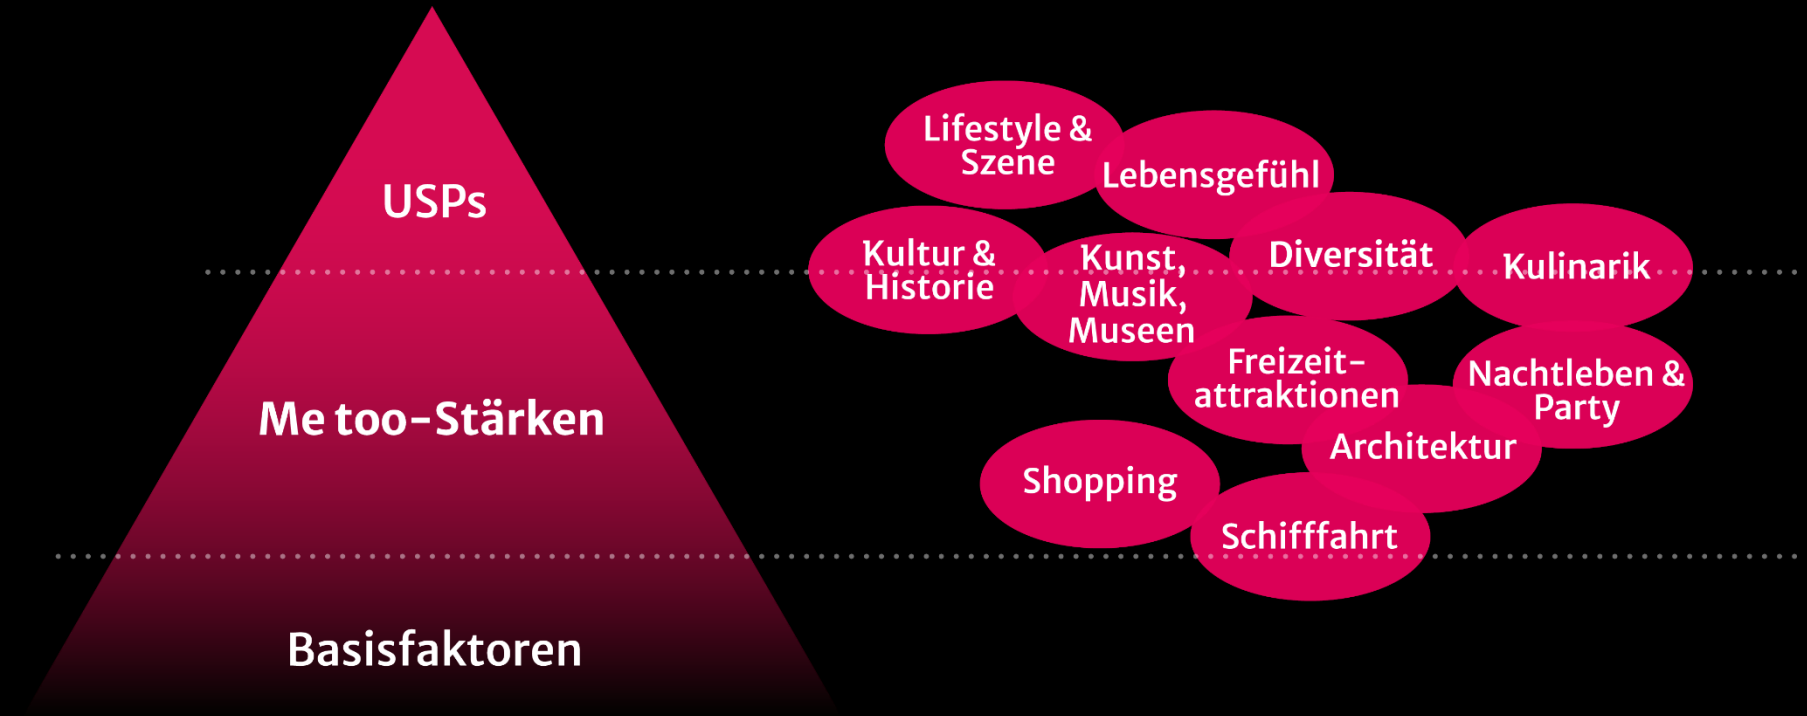 USPs
Me too-Stärken
Basisfaktoren
Lifestyle &
Szene
Lebensgefühl
Kultur &
Historie
Kunst,
Musik,
Museen
Diversität
Kulinarik
Freizeit-
attraktionen
Nachtleben &
Party
Architektur
Shopping
Schifffahrt